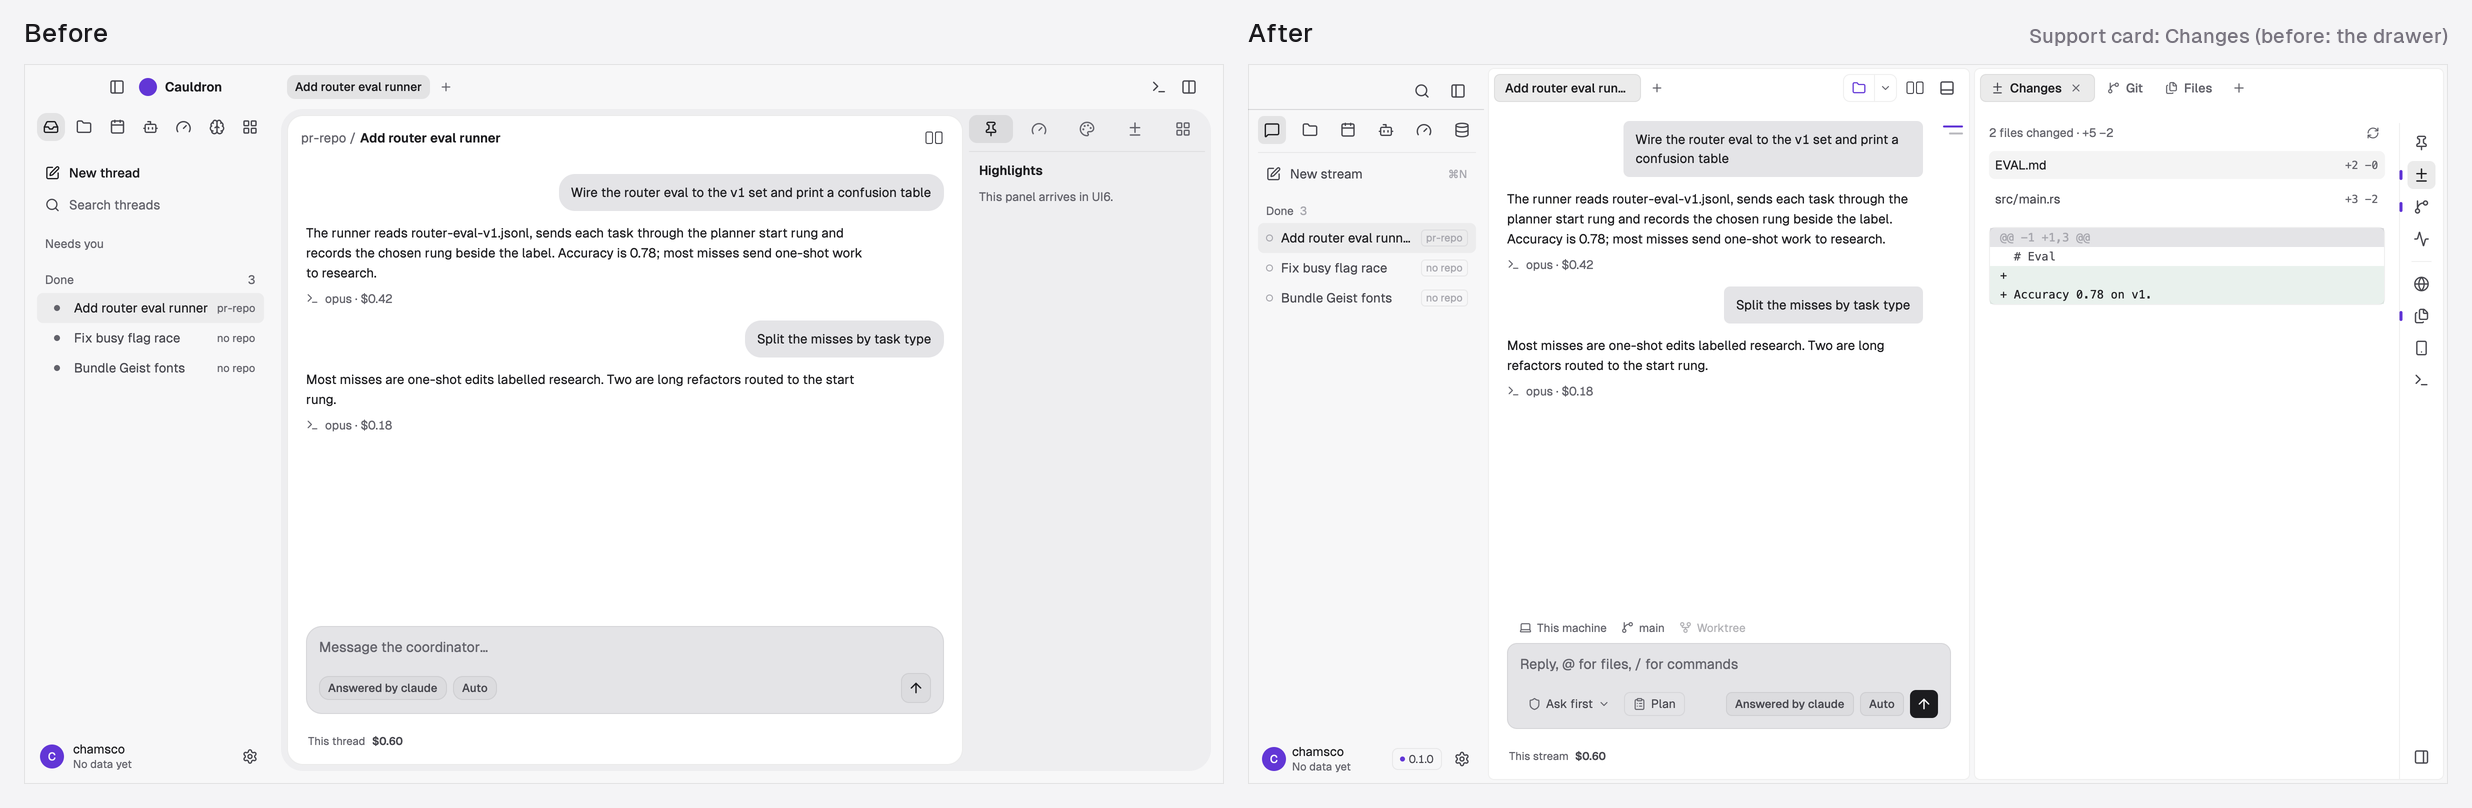 Before
Cauldron
Add router eval runner
New thread
Search threads
Needs you
Done 3
Add router eval runner pr-repo
Fix busy flag race no repo
Bundle Geist fonts no repo
chamsco
No data yet
C
pr-repo / Add router eval runner
Wire the router eval to the v1 set and print a confusion table
The runner reads router-eval-v1.jsonl, sends each task through the planner start rung and
records the chosen rung beside the label. Accuracy is 0.78; most misses send one-shot work
to research.
opus · $0.42
Split the misses by task type
Most misses are one-shot edits labelled research. Two are long refactors routed to the start
rung.
opus · $0.18
Message the coordinator…
Answered by claude Auto
This thread $0.60
Highlights
This panel arrives in UI6.
After
Support card: Changes (before: the drawer)
New stream ⌘N
Done 3
Add router eval runn… pr-repo
Fix busy flag race no repo
Bundle Geist fonts no repo
C
chamsco
No data yet
0.1.0
Add router eval run…
Wire the router eval to the v1 set and print a
confusion table
The runner reads router-eval-v1.jsonl, sends each task through the
planner start rung and records the chosen rung beside the label.
Accuracy is 0.78; most misses send one-shot work to research.
opus · $0.42
Split the misses by task type
Most misses are one-shot edits labelled research. Two are long
refactors routed to the start rung.
opus · $0.18
This machine main Worktree
Reply, @ for files, / for commands
Ask first Plan Answered by claude Auto
This stream $0.60
Changes Git Files
2 files changed · +5 −2
EVAL.md +2 −0
src/main.rs +3 −2
@@ −1 +1,3 @@
# Eval
+
+ Accuracy 0.78 on v1.